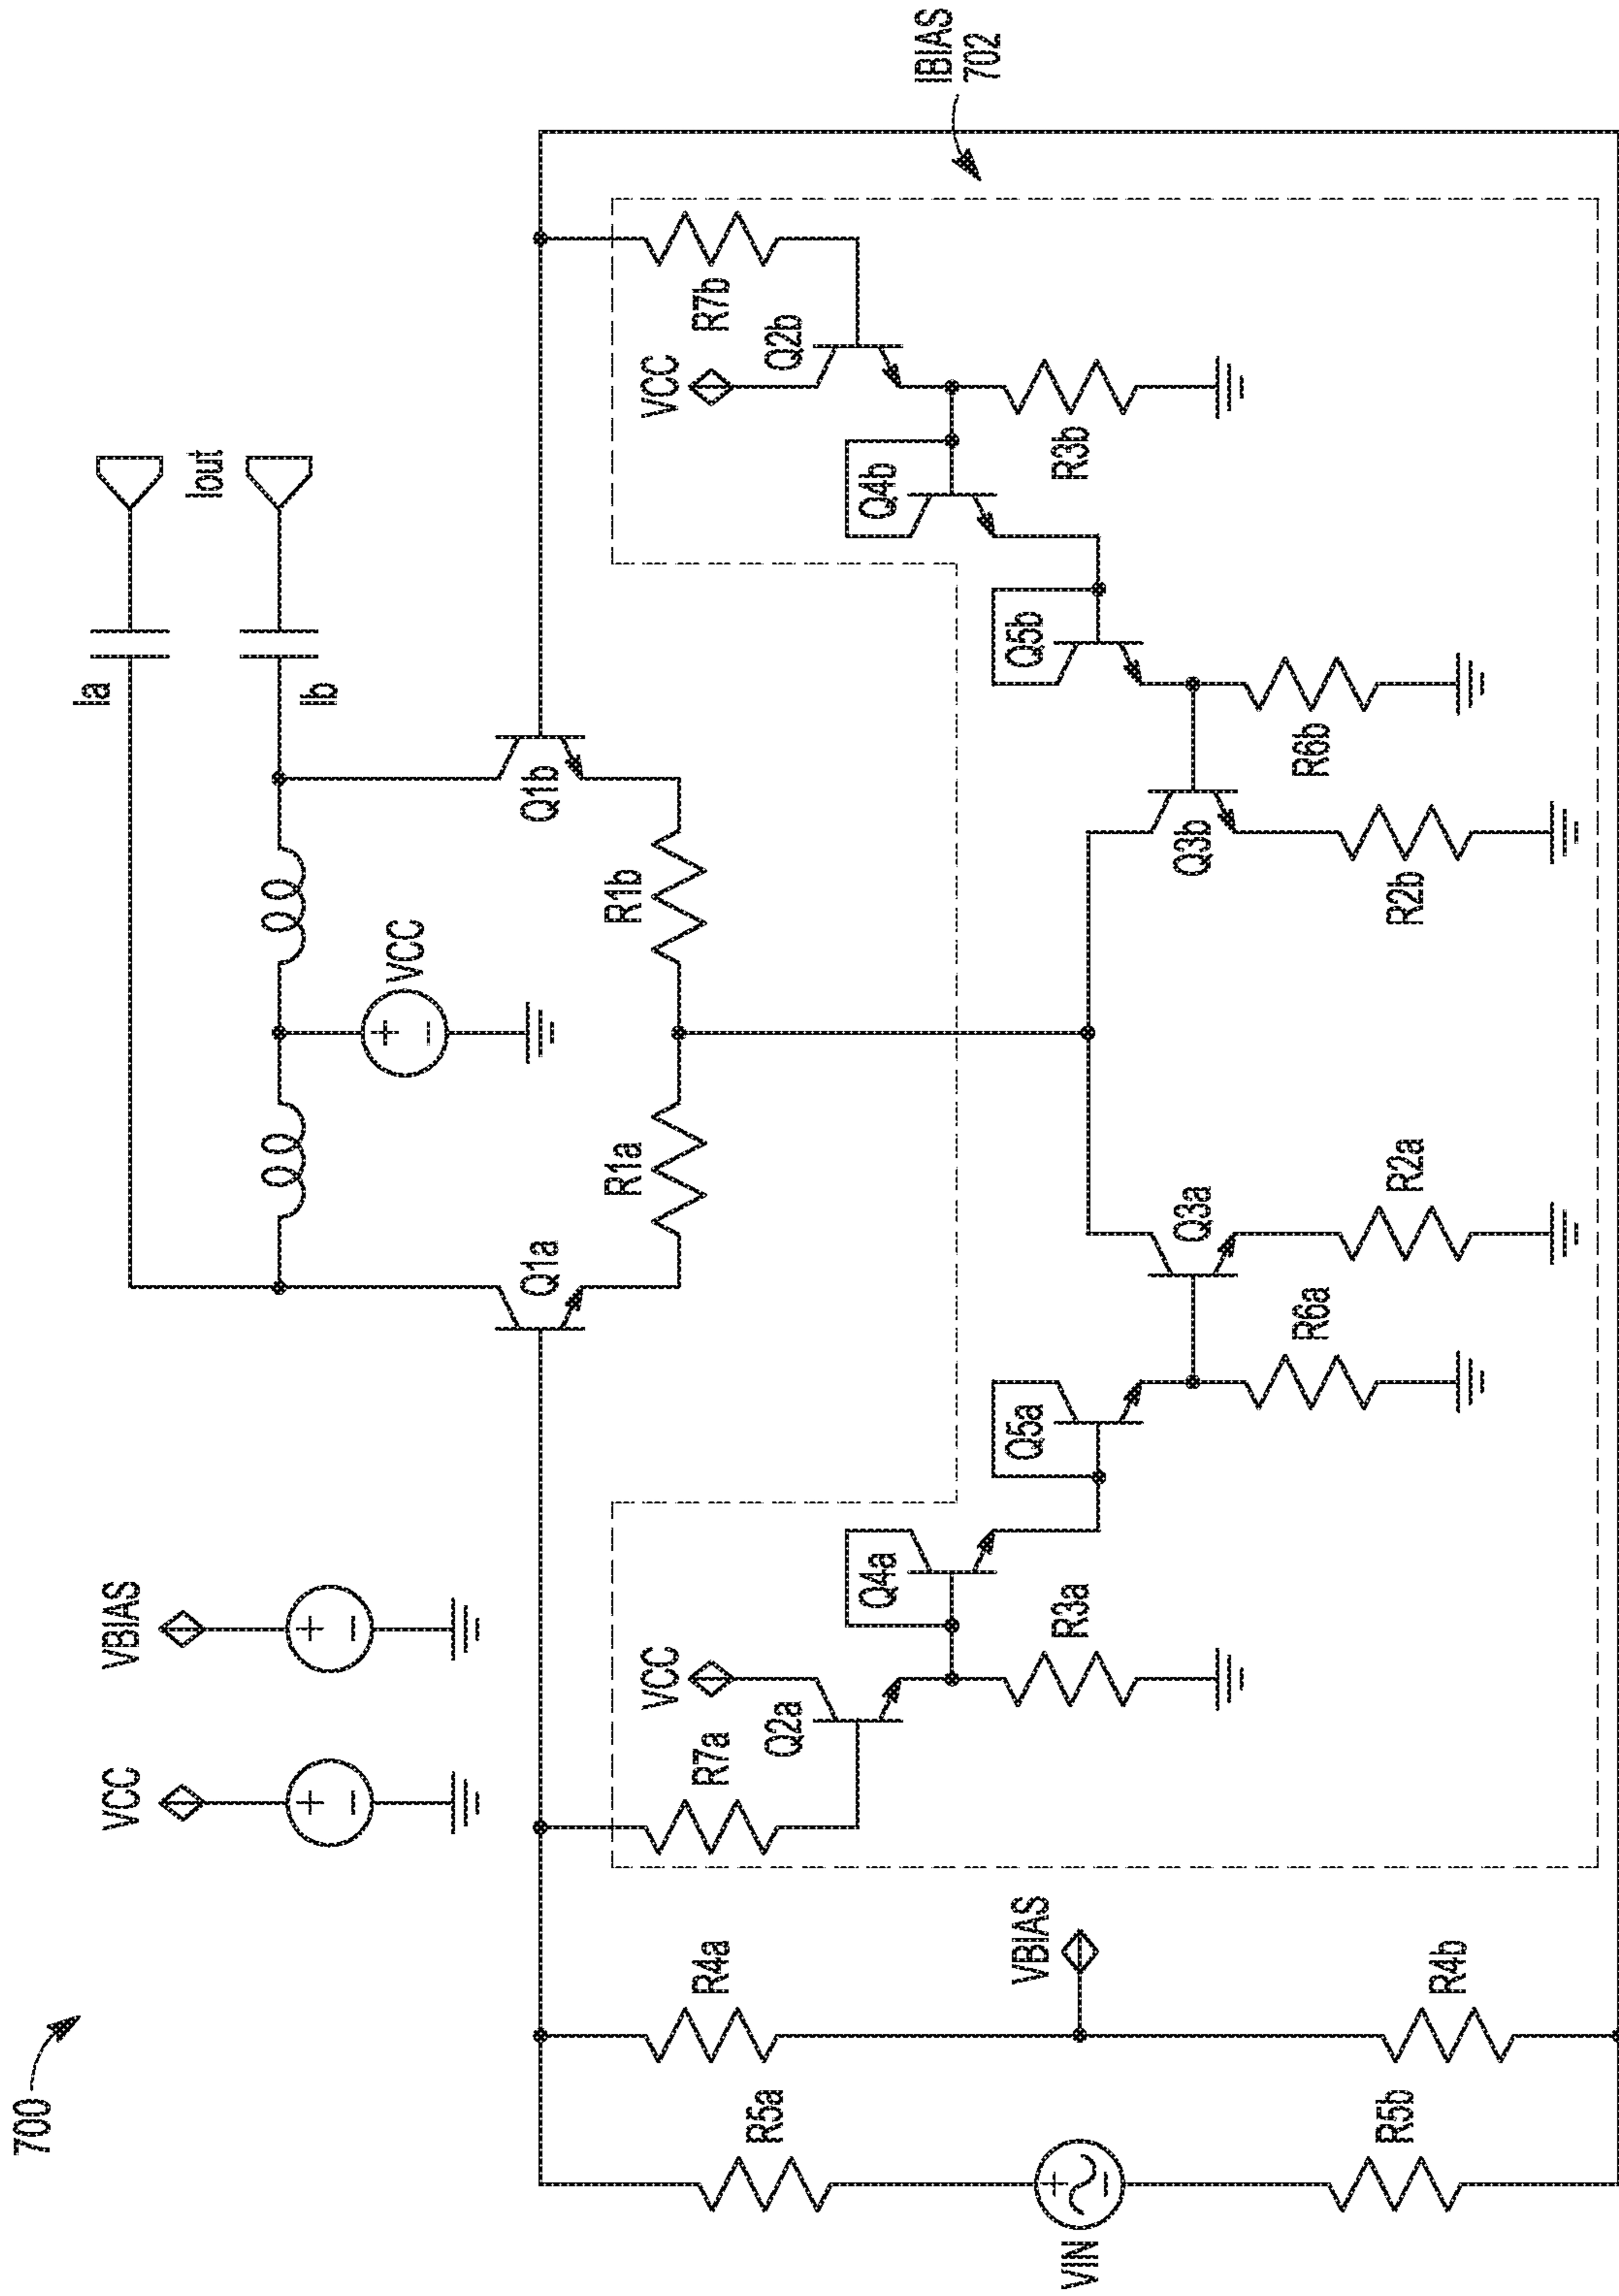 700
VCC
VBIAS
Ia
Iout
Ib
VCC
Q1a
Q1b
R1a
R1b
IBIAS
702
R7a
VCC
Q2a
Q4a
R3a
Q5a
R6a
Q3a
R2a
VCC
R7b
Q2b
Q4b
R3b
Q5b
R6b
Q3b
R2b
R5a
R4a
VIN
VBIAS
R5b
R4b